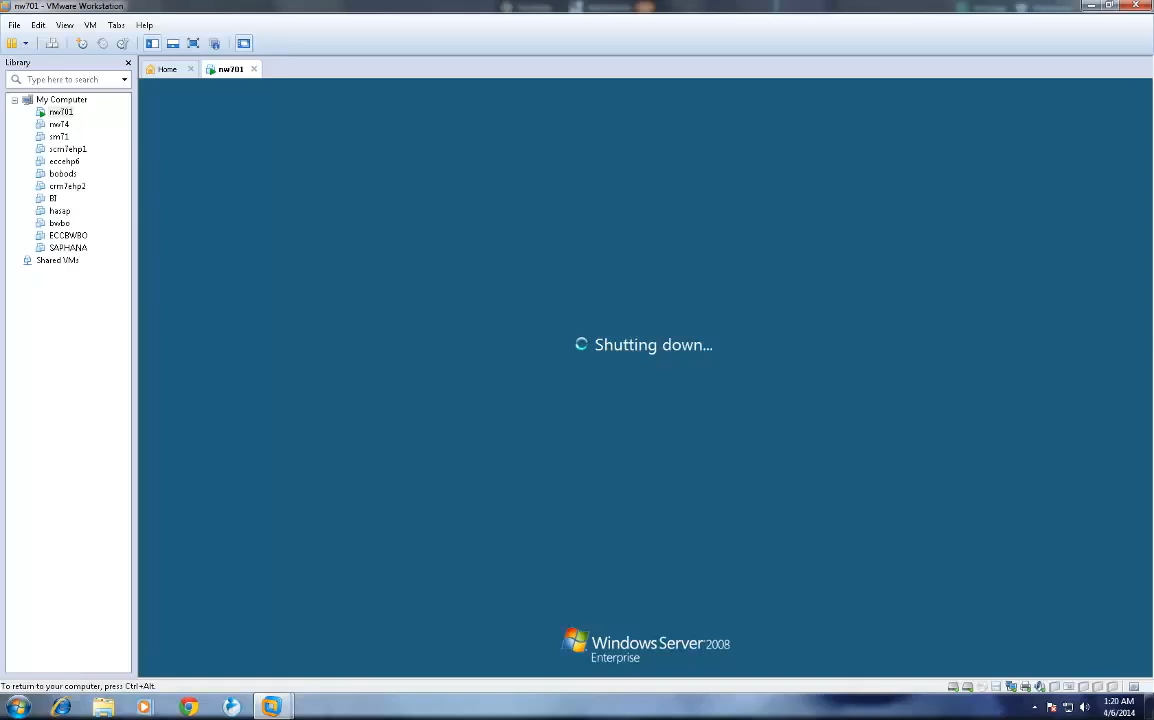 nw701 - VMware Workstation
File Edit View VM Tabs Help
Library
Type here to search
Home
nw701
My Computer
nw701
nw74
sm71
scm7ehp1
eccehp6
bobods
crm7ehp2
BI
hasap
bwbo
ECCBWBO
SAPHANA
Shared VMs
Shutting down...
Windows Server 2008
Enterprise
To return to your computer, press Ctrl+Alt.
1:20 AM
4/6/2014